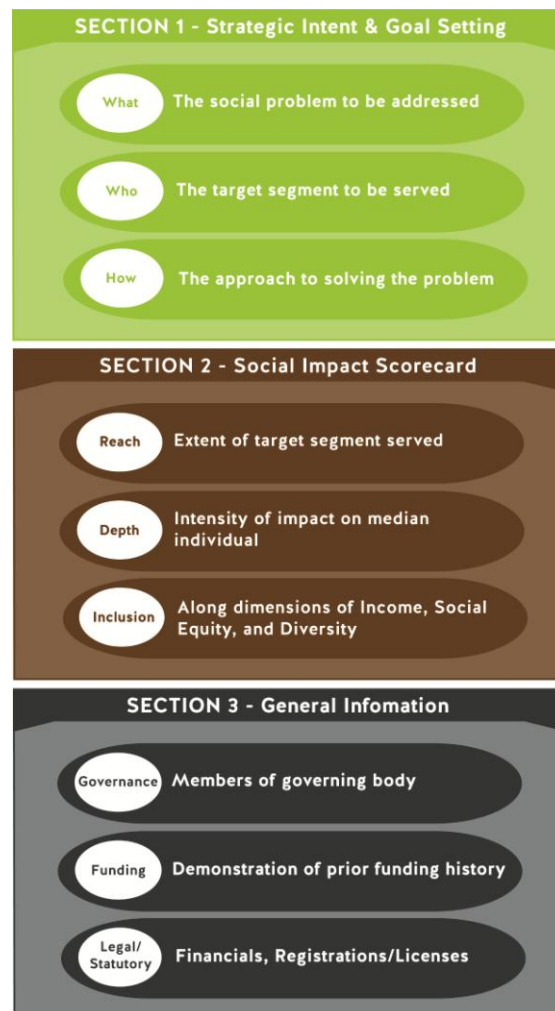 SECTION 1 - Strategic Intent & Goal Setting
What
The social problem to be addressed
Who
The target segment to be served
How
The approach to solving the problem
SECTION 2 - Social Impact Scorecard
Reach
Extent of target segment served
Depth
Intensity of impact on median
individual
Inclusion
Along dimensions of Income, Social
Equity, and Diversity
SECTION 3 - General Infomation
Governance
Members of governing body
Funding
Demonstration of prior funding history
Legal/
Statutory
Financials, Registrations/Licenses